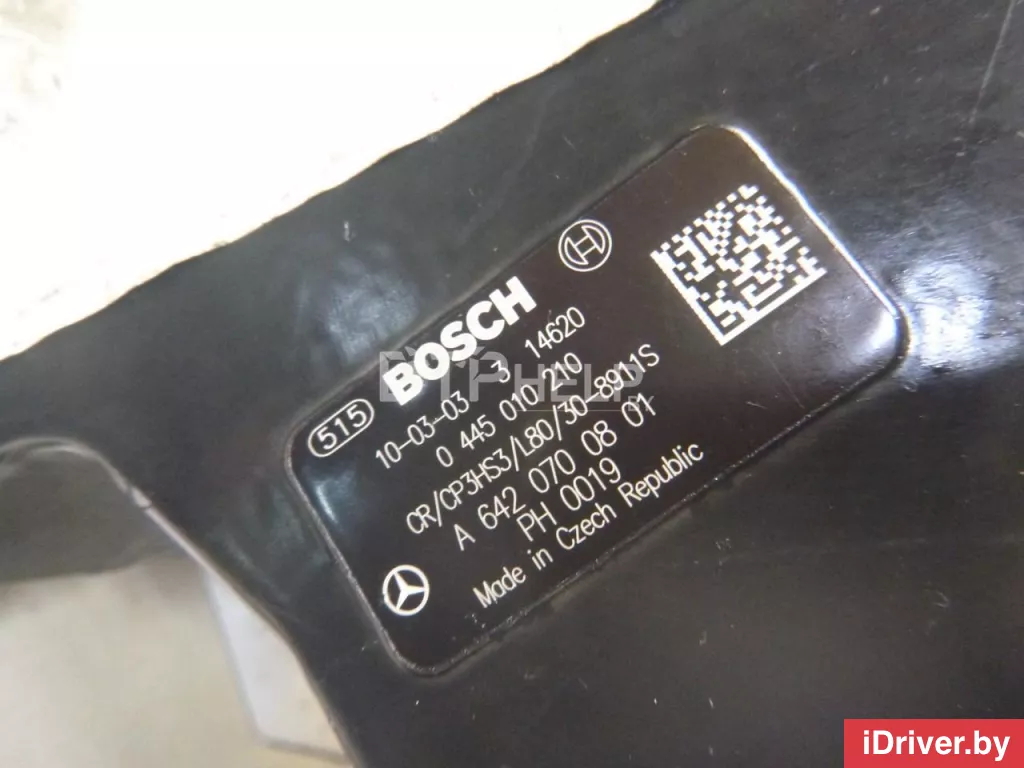 BOSCH
515
10-03-03 3 14620
0 445 010 210
CR/CP3HS3/L80/30-8911S
A 642 070 08 01
PH 0019
Made in Czech Republic
iDriver.by